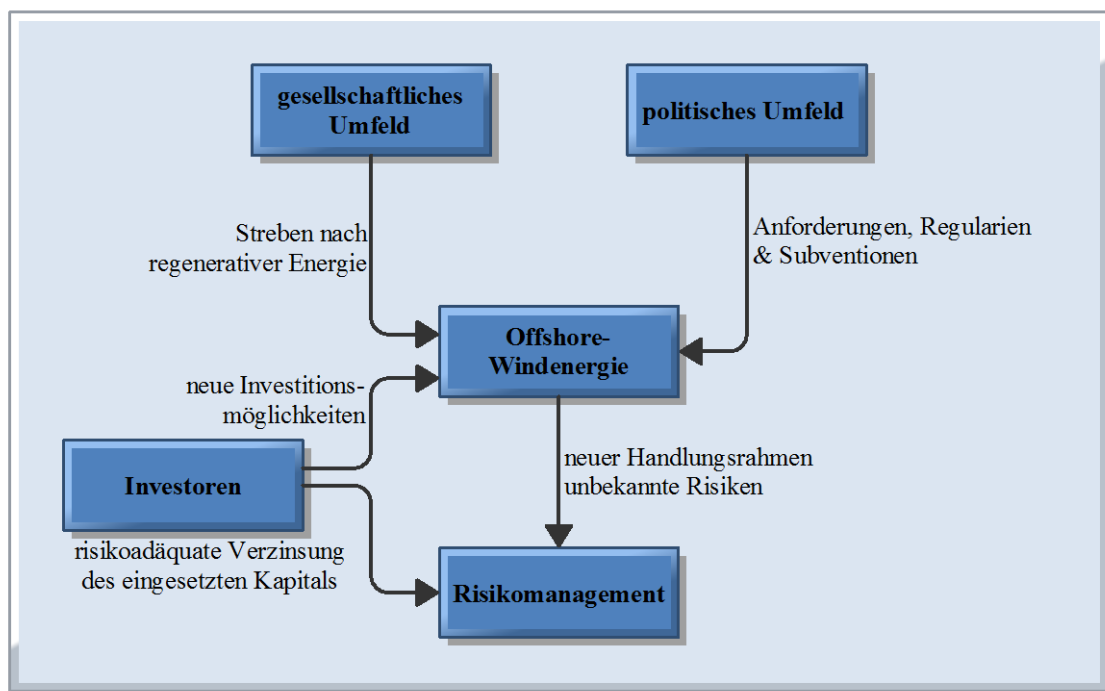 gesellschaftliches
Umfeld
politisches Umfeld
Streben nach
regenerativer Energie
Anforderungen, Regularien
& Subventionen
Offshore-
Windenergie
neue Investitions-
möglichkeiten
Investoren
neuer Handlungsrahmen
unbekannte Risiken
risikoadäquate Verzinsung
des eingesetzten Kapitals
Risikomanagement